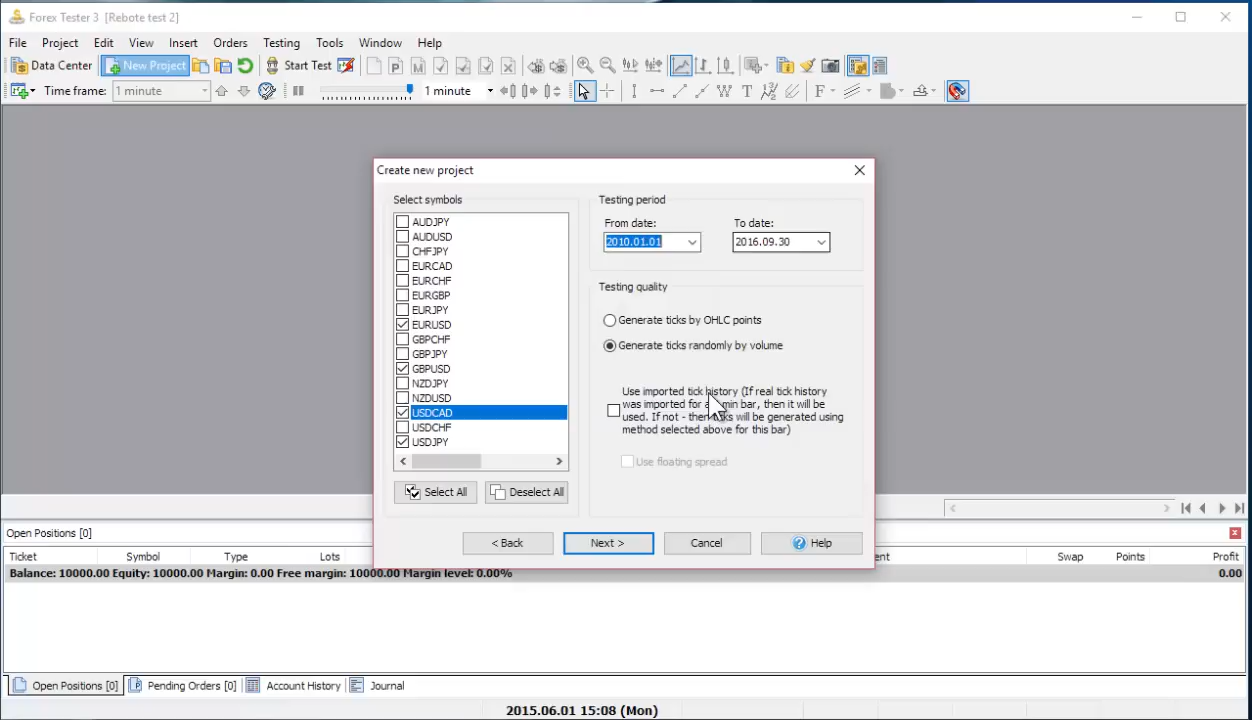 Forex Tester 3 [Rebote test 2]
File Project Edit View Insert Orders Testing Tools Window Help
Data Center New Project Start Test
Time frame: 1 minute 1 minute
Create new project
Select symbols
AUDJPY
AUDUSD
CHFJPY
EURCAD
EURCHF
EURGBP
EURJPY
EURUSD
GBPCHF
GBPJPY
GBPUSD
NZDJPY
NZDUSD
USDCAD
USDCHF
USDJPY
Select All Deselect All
Testing period
From date: To date:
2010.01.01 2016.09.30
Testing quality
Generate ticks by OHLC points
Generate ticks randomly by volume
Use imported tick history (If real tick history
was imported for a min bar, then it will be
used. If not - then ticks will be generated using
method selected above for this bar)
Use floating spread
< Back Next > Cancel Help
Open Positions [0]
Ticket Symbol Type Lots Swap Points Profit
Balance: 10000.00 Equity: 10000.00 Margin: 0.00 Free margin: 10000.00 Margin level: 0.00% 0.00
Open Positions [0] Pending Orders [0] Account History Journal
2015.06.01 15:08 (Mon)